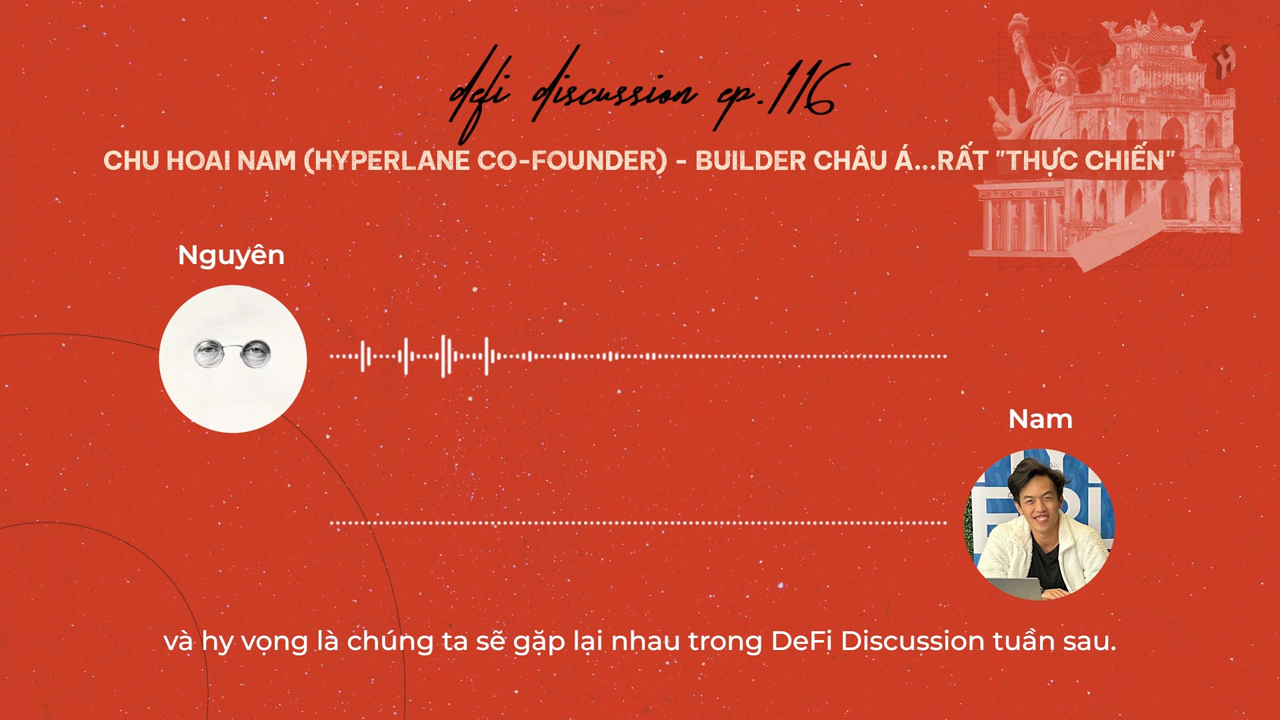 defi discussion ep.116
CHU HOAI NAM (HYPERLANE CO-FOUNDER) - BUILDER CHÂU Á...RẤT "THỰC CHIẾN"
Nguyên
Nam
và hy vọng là chúng ta sẽ gặp lại nhau trong DeFi Discussion tuần sau.